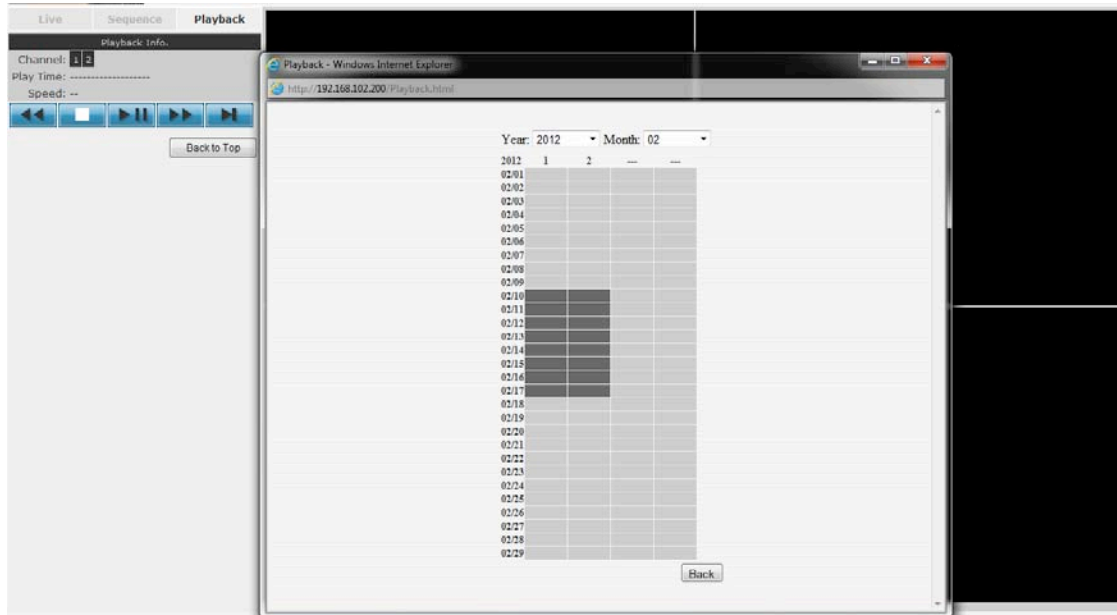 Live Sequence Playback
Playback Info.
Channel: 1 2
Play Time: -------------------
Speed: --
Back to Top
Playback - Windows Internet Explorer
http://192.168.102.200/Playback.html
Year: 2012 Month: 02
2012 1 2 --- ---
02/01
02/02
02/03
02/04
02/05
02/06
02/07
02/08
02/09
02/10
02/11
02/12
02/13
02/14
02/15
02/16
02/17
02/18
02/19
02/20
02/21
02/22
02/23
02/24
02/25
02/26
02/27
02/28
02/29
Back